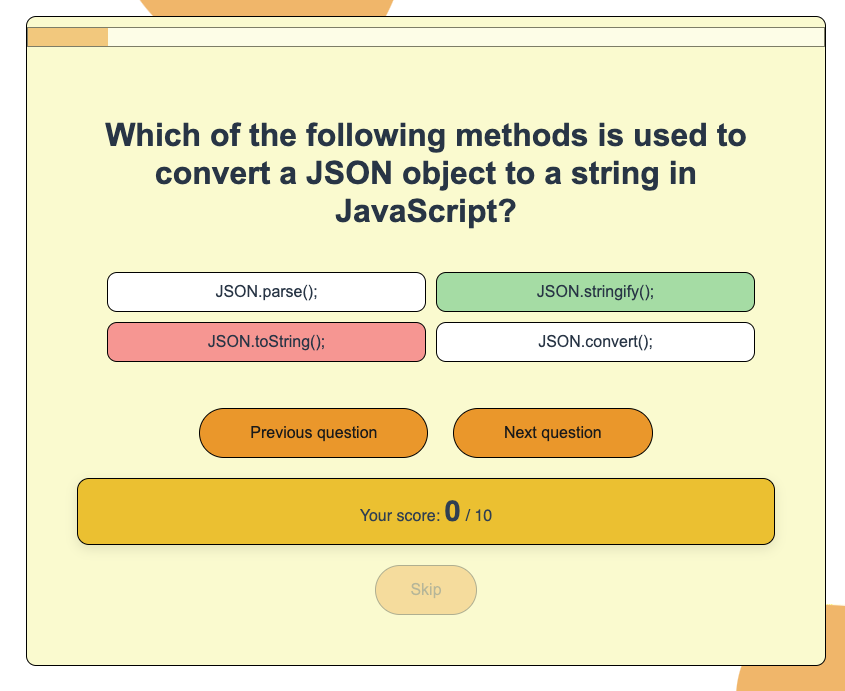 Which of the following methods is used to
convert a JSON object to a string in
JavaScript?
JSON.parse();
JSON.stringify();
JSON.toString();
JSON.convert();
Previous question
Next question
Your score: 0 / 10
Skip